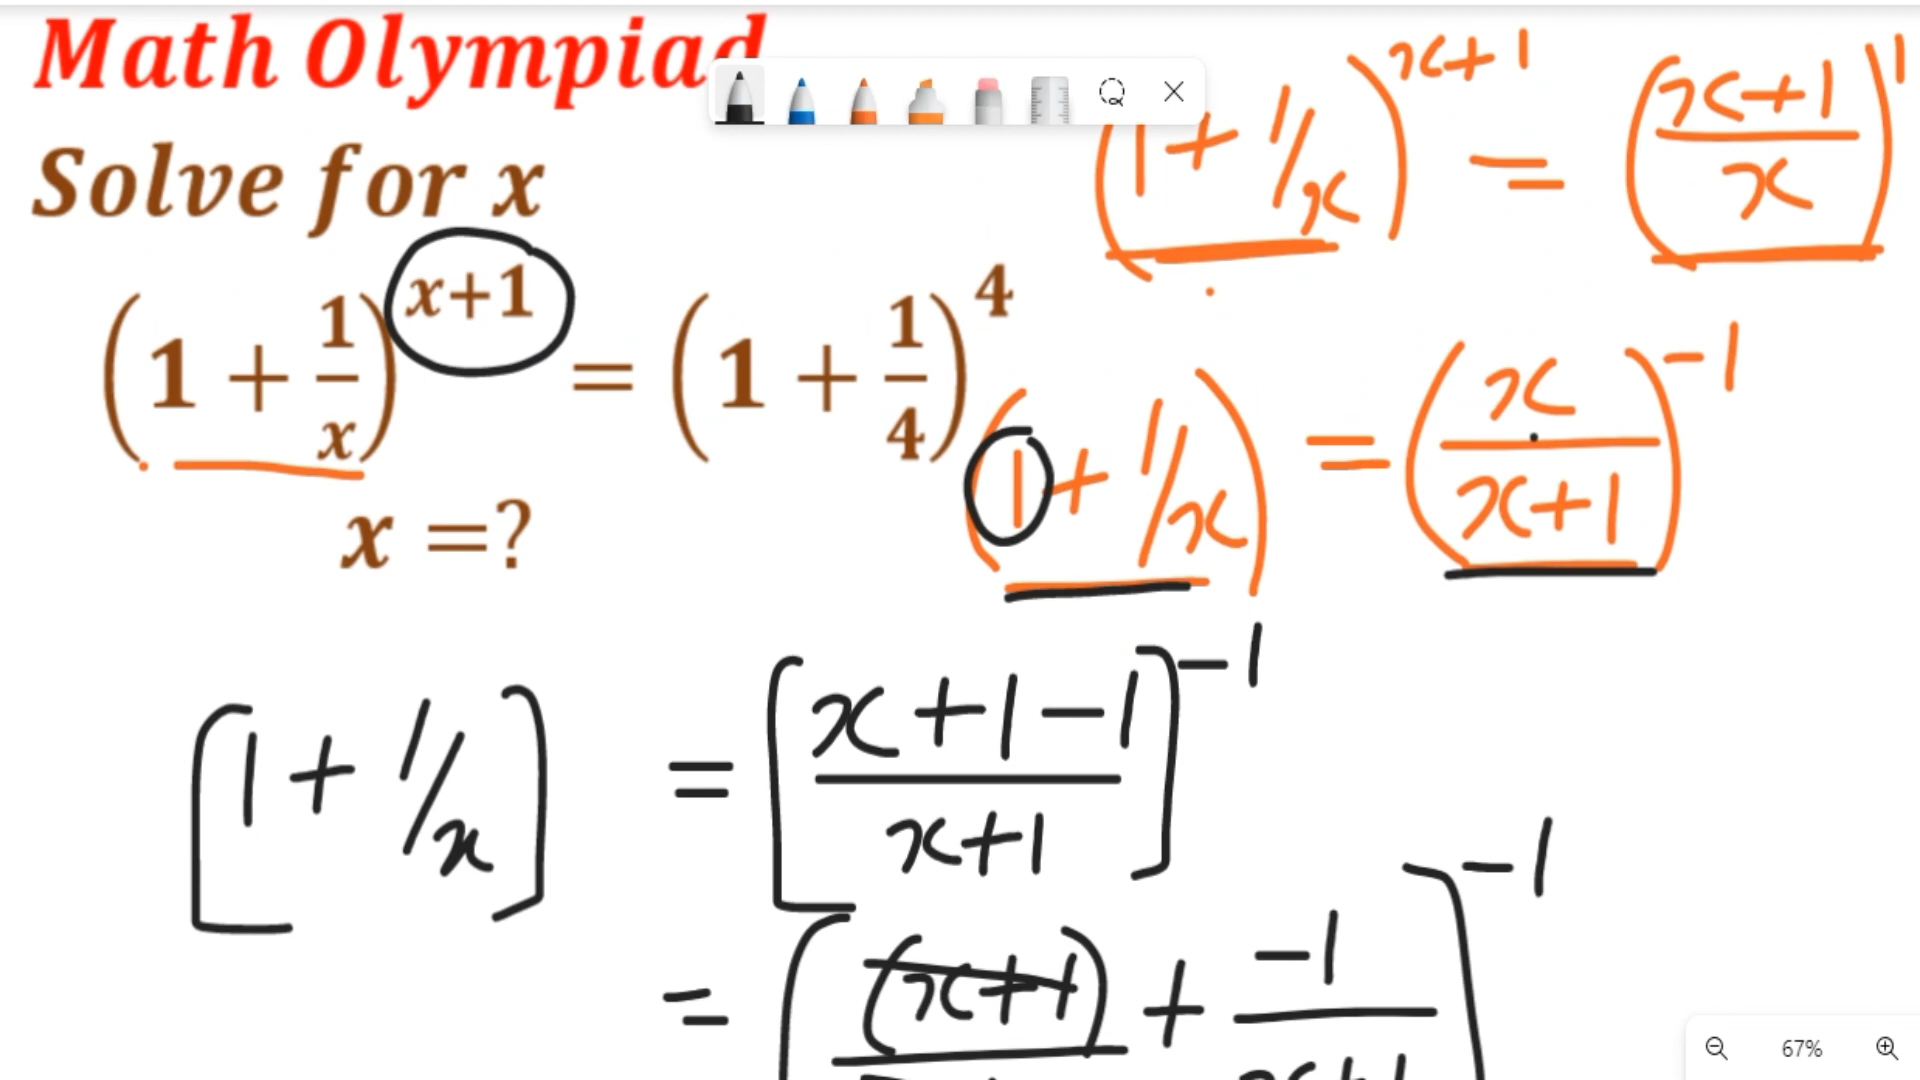 Math Olympiad
Solve for x
(1 + 1/x)^x+1 = (1 + 1/4)^4
x =?
(1 + 1/x)^x+1 = (x+1/x)^1
(1 + 1/x) = (x/x+1)^-1
[1 + 1/x] = [x+1-1/x+1]^-1
= [(x+1) + -1/x+1]^-1
67%